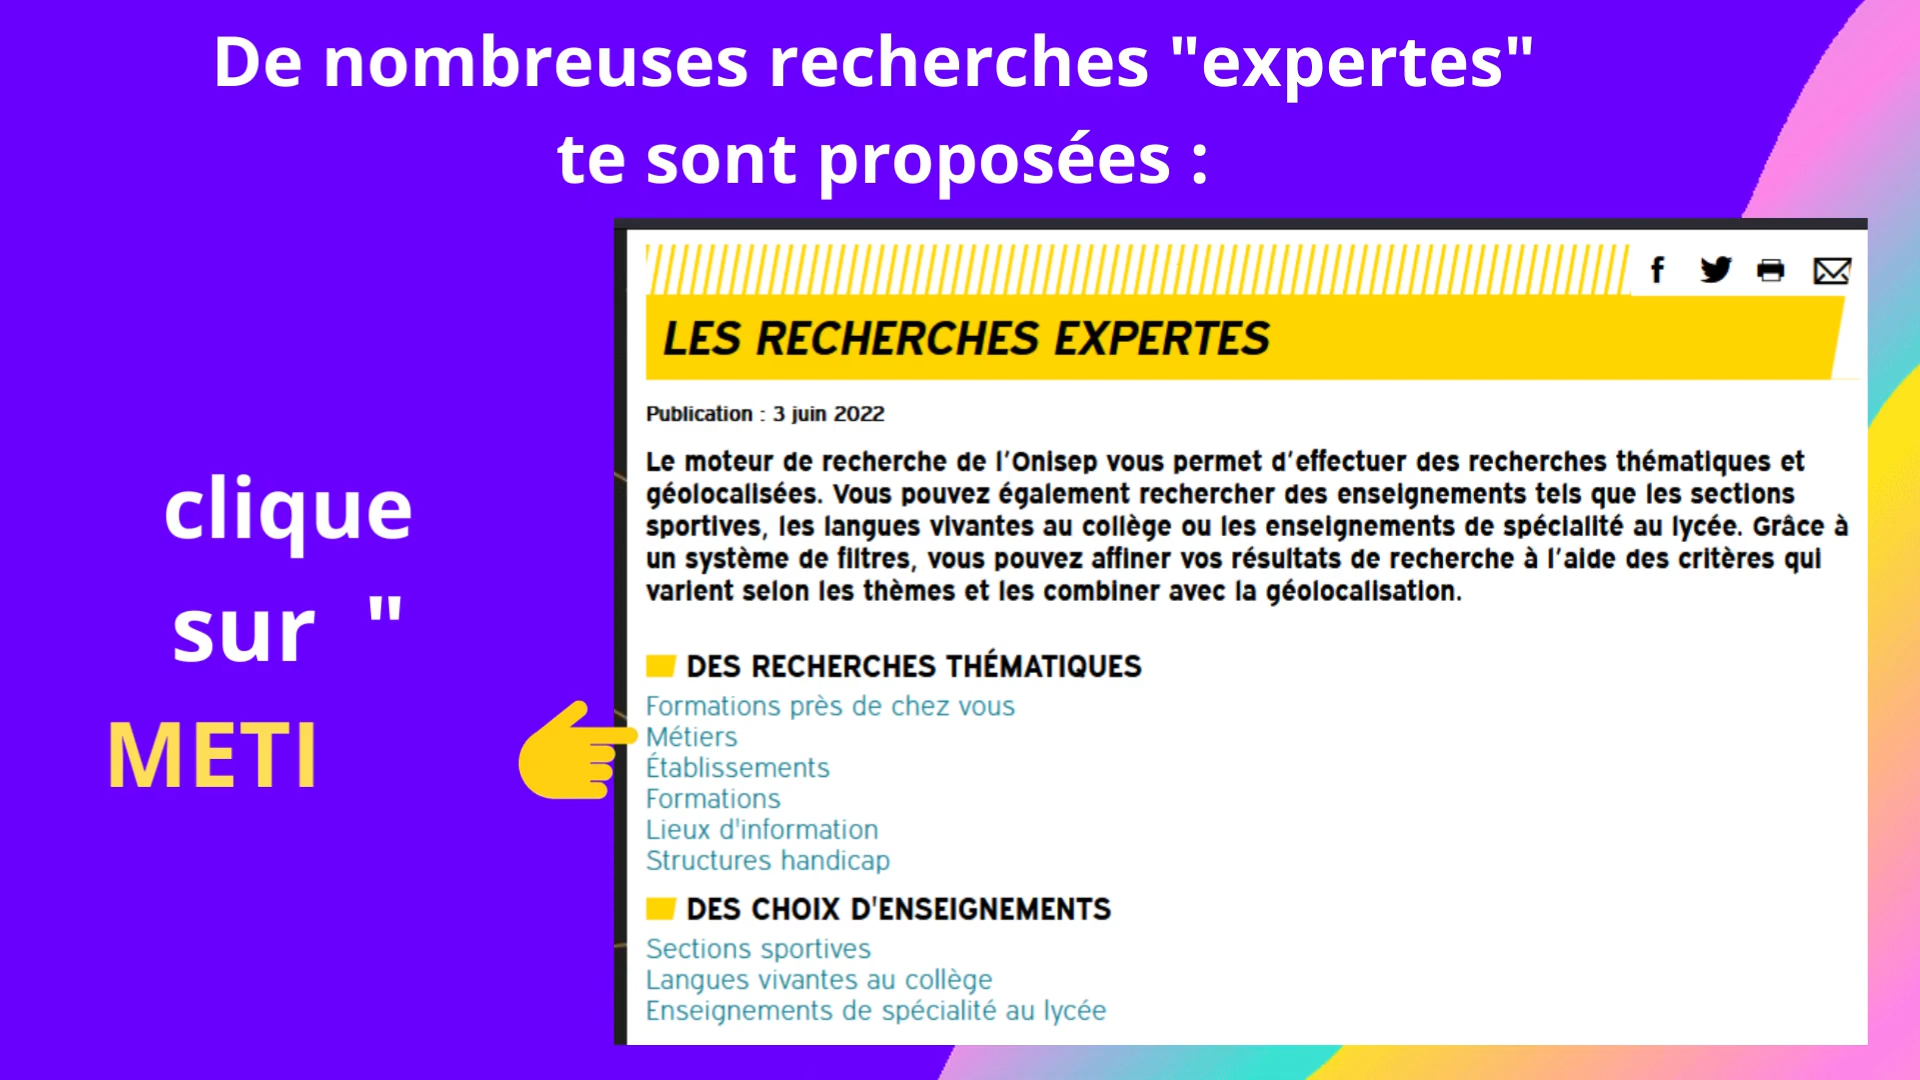 De nombreuses recherches "expertes"
te sont proposées :
clique
sur "
METI
LES RECHERCHES EXPERTES
Publication : 3 juin 2022
Le moteur de recherche de l'Onisep vous permet d'effectuer des recherches thématiques et
géolocalisées. Vous pouvez également rechercher des enseignements tels que les sections
sportives, les langues vivantes au collège ou les enseignements de spécialité au lycée. Grâce à
un système de filtres, vous pouvez affiner vos résultats de recherche à l'aide des critères qui
varient selon les thèmes et les combiner avec la géolocalisation.
DES RECHERCHES THÉMATIQUES
Formations près de chez vous
Métiers
Établissements
Formations
Lieux d'information
Structures handicap
DES CHOIX D'ENSEIGNEMENTS
Sections sportives
Langues vivantes au collège
Enseignements de spécialité au lycée